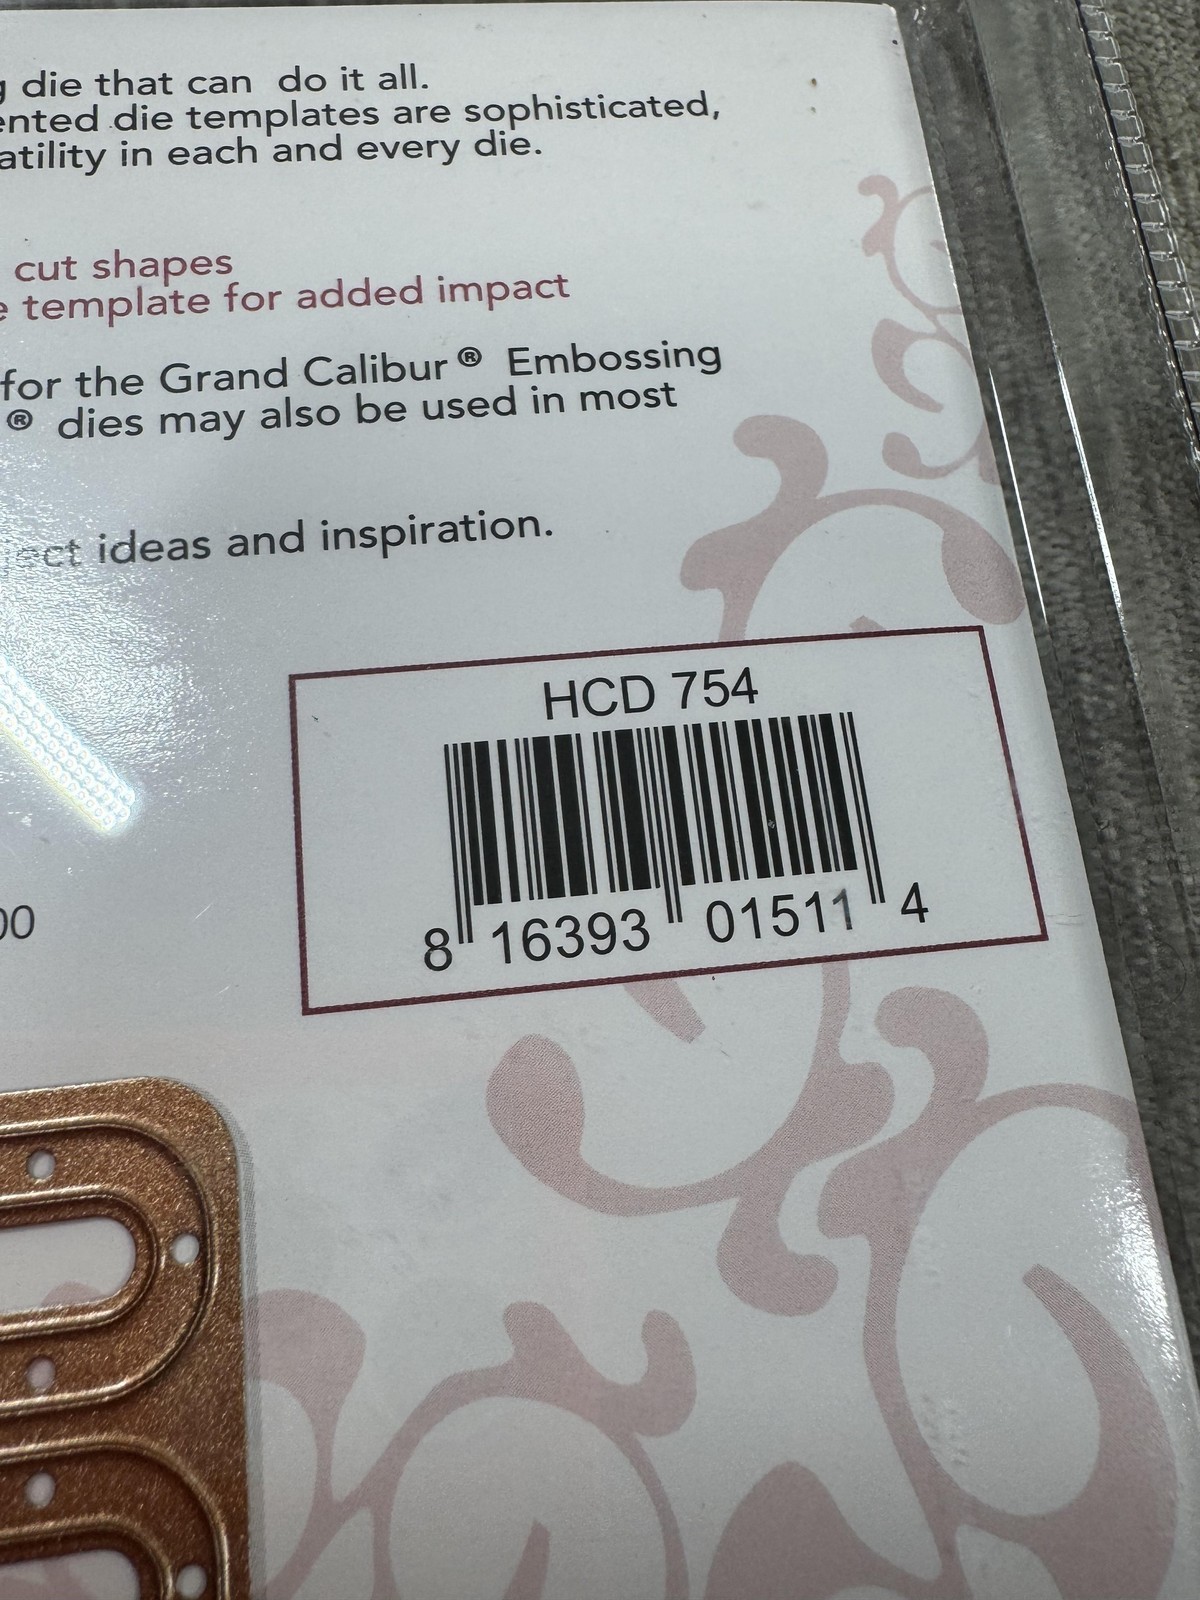 die that can do it all.
die templates are sophisticated,
in each and every die.
cut shapes
template for added impact
for the Grand Calibur® Embossing
® dies may also be used in most
ideas and inspiration.
HCD 754
00
8 16393 01511 4